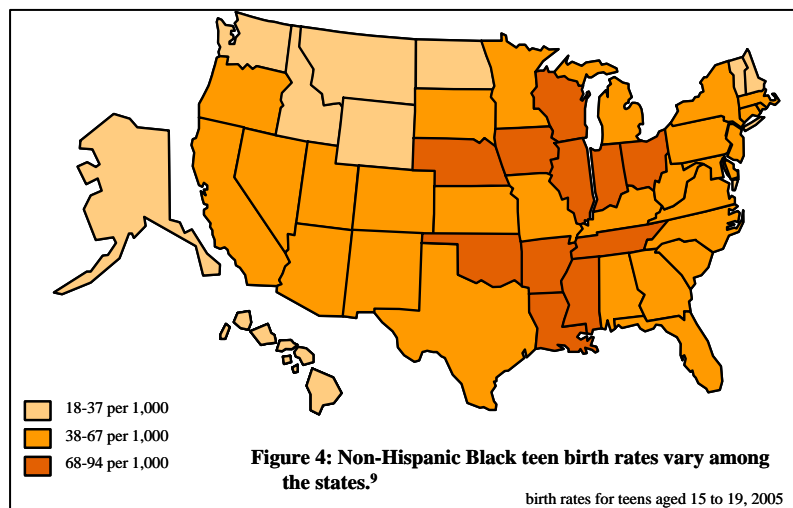 18-37 per 1,000
38-67 per 1,000
68-94 per 1,000
Figure 4: Non-Hispanic Black teen birth rates vary among
the states.9
birth rates for teens aged 15 to 19, 2005